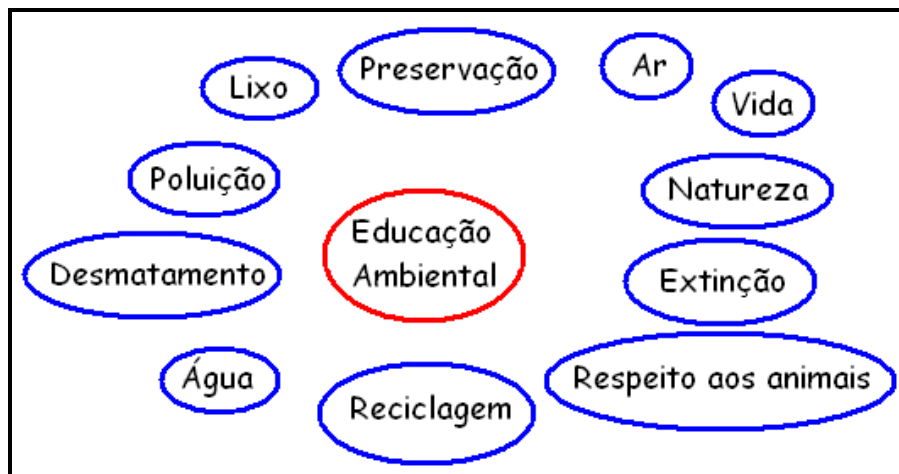 Preservação
Ar
Lixo
Vida
Poluição
Natureza
Educação
Ambiental
Desmatamento
Extinção
Água
Respeito aos animais
Reciclagem